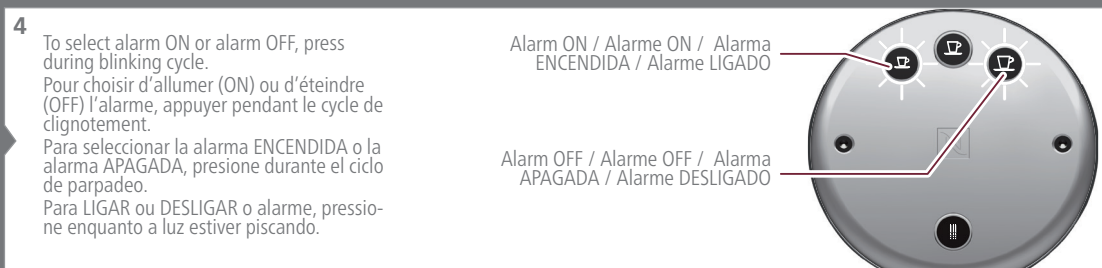 4
To select alarm ON or alarm OFF, press
during blinking cycle.
Pour choisir d’allumer (ON) ou d’éteindre
(OFF) l’alarme, appuyer pendant le cycle de
clignotement.
Para seleccionar la alarma ENCENDIDA o la
alarma APAGADA, presione durante el ciclo
de parpadeo.
Para LIGAR ou DESLIGAR o alarme, pressio-
ne enquanto a luz estiver piscando.
Alarm ON / Alarme ON / Alarma
ENCENDIDA / Alarme LIGADO
Alarm OFF / Alarme OFF / Alarma
APAGADA / Alarme DESLIGADO